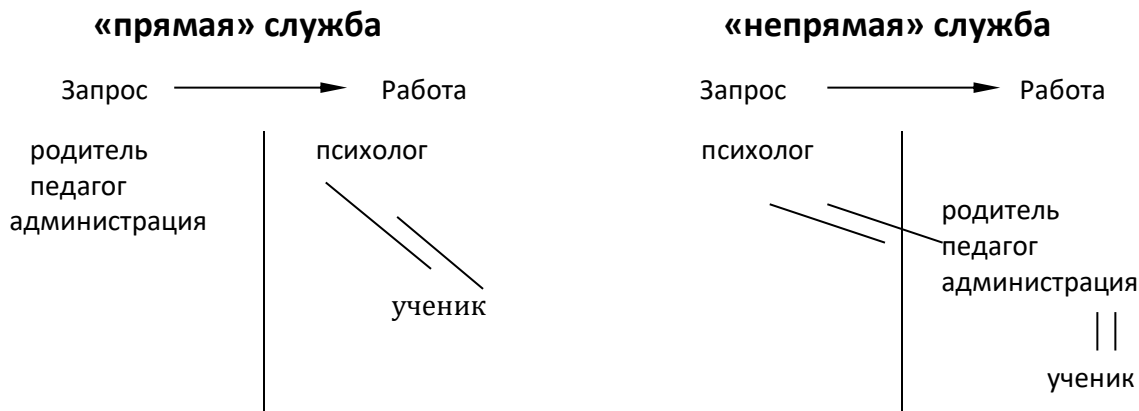 «прямая» служба
Запрос Работа
родитель
педагог
администрация
психолог
ученик
«непрямая» служба
Запрос Работа
психолог
родитель
педагог
администрация
ученик